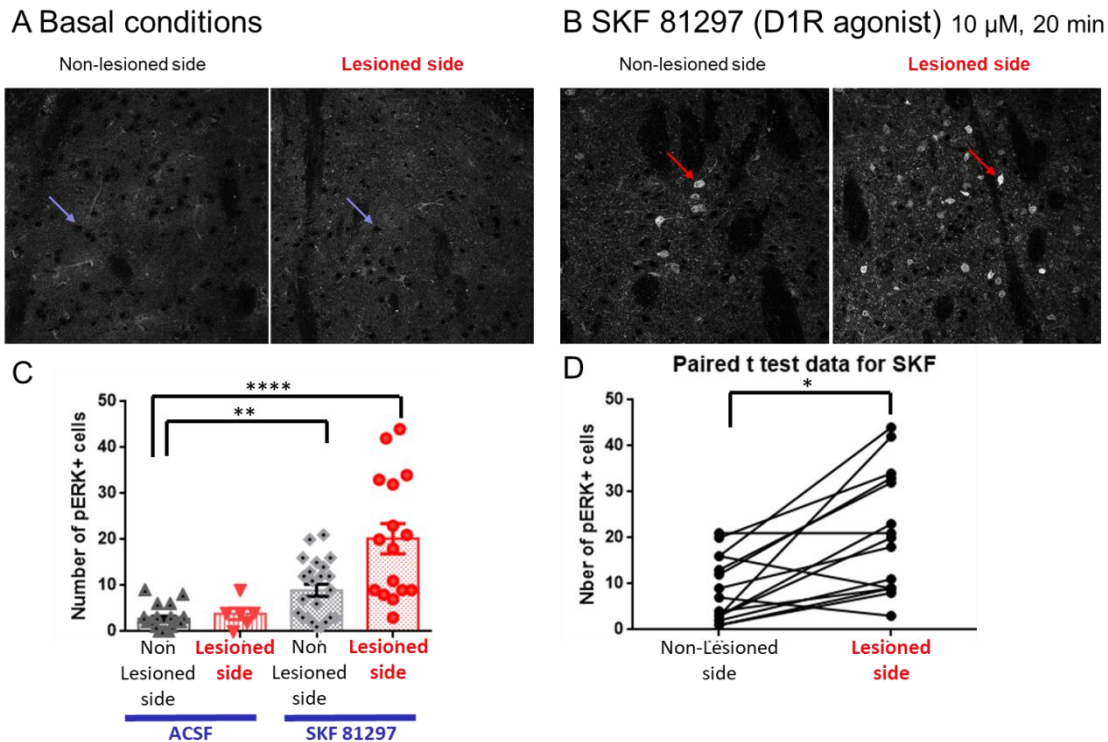 A Basal conditions
B SKF 81297 (D1R agonist) 10 µM, 20 min
Non-lesioned side
Lesioned side
Non-lesioned side
Lesioned side
C
****
**
Number of pERK+ cells
50
40
30
20
10
0
Non
Lesioned
side
Lesioned
side
Non
Lesioned
side
Lesioned
side
ACSF
SKF 81297
D
Paired t test data for SKF
*
Nber of pERK+ cells
50
40
30
20
10
0
Non-Lesioned
side
Lesioned
side